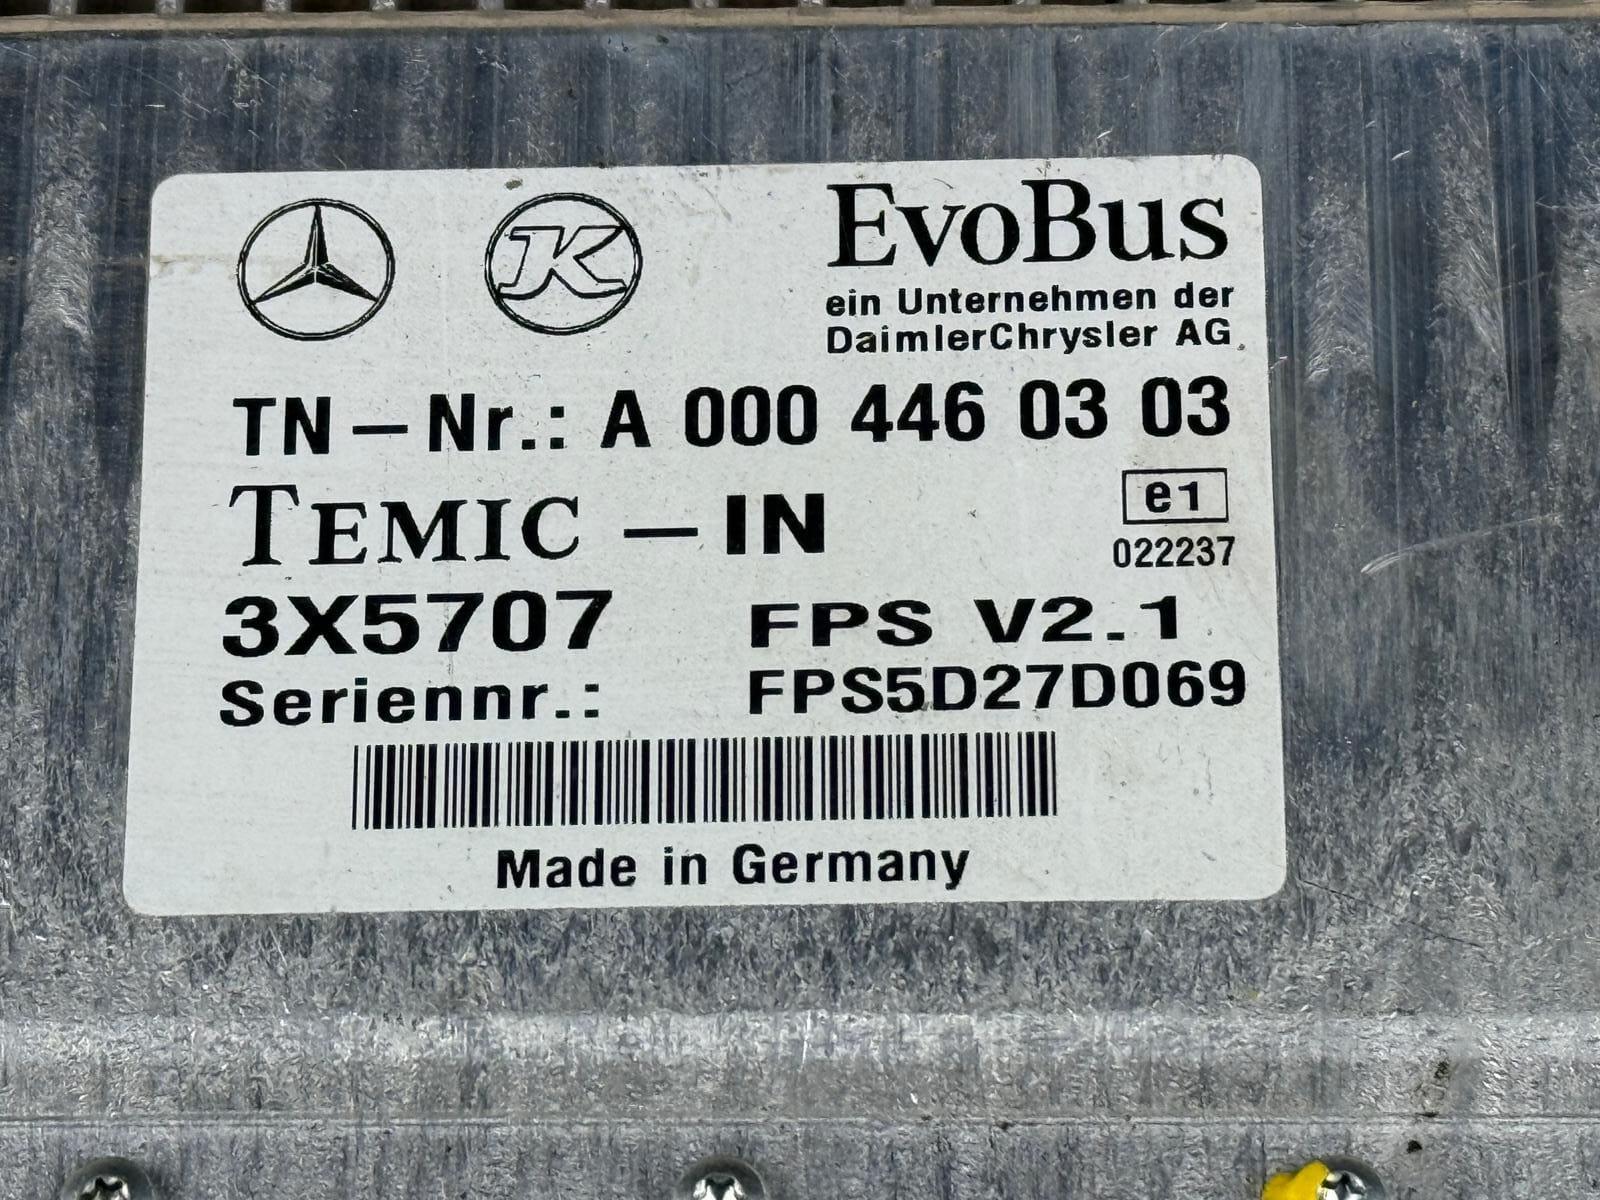 K
EvoBus
ein Unternehmen der
DaimlerChrysler AG
TN – Nr.: A 000 446 03 03
TEMIC – IN
e1
022237
3X5707 FPS V2.1
Seriennr.: FPS5D27D069
Made in Germany